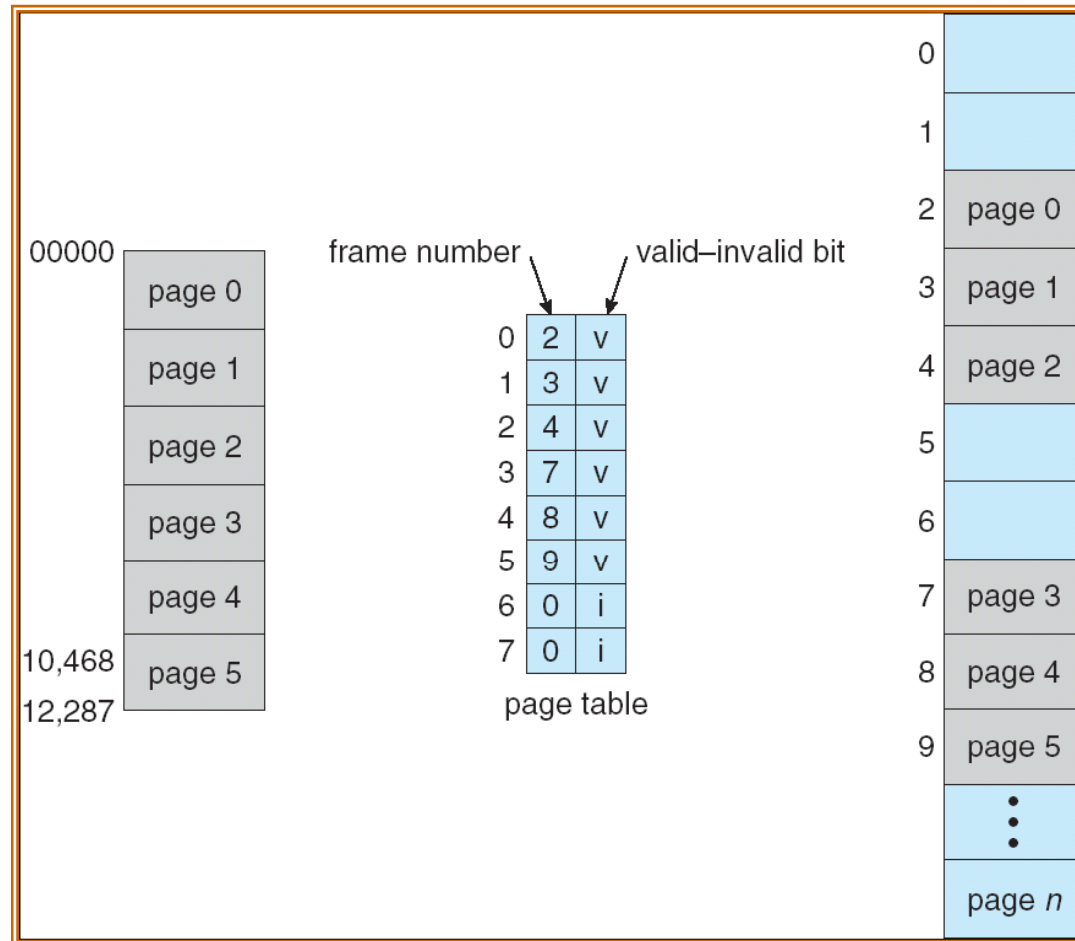 00000
page 0
page 1
page 2
page 3
page 4
10,468
page 5
12,287
frame number
valid–invalid bit
0 2 v
1 3 v
2 4 v
3 7 v
4 8 v
5 9 v
6 0 i
7 0 i
page table
0
1
2 page 0
3 page 1
4 page 2
5
6
7 page 3
8 page 4
9 page 5
page n